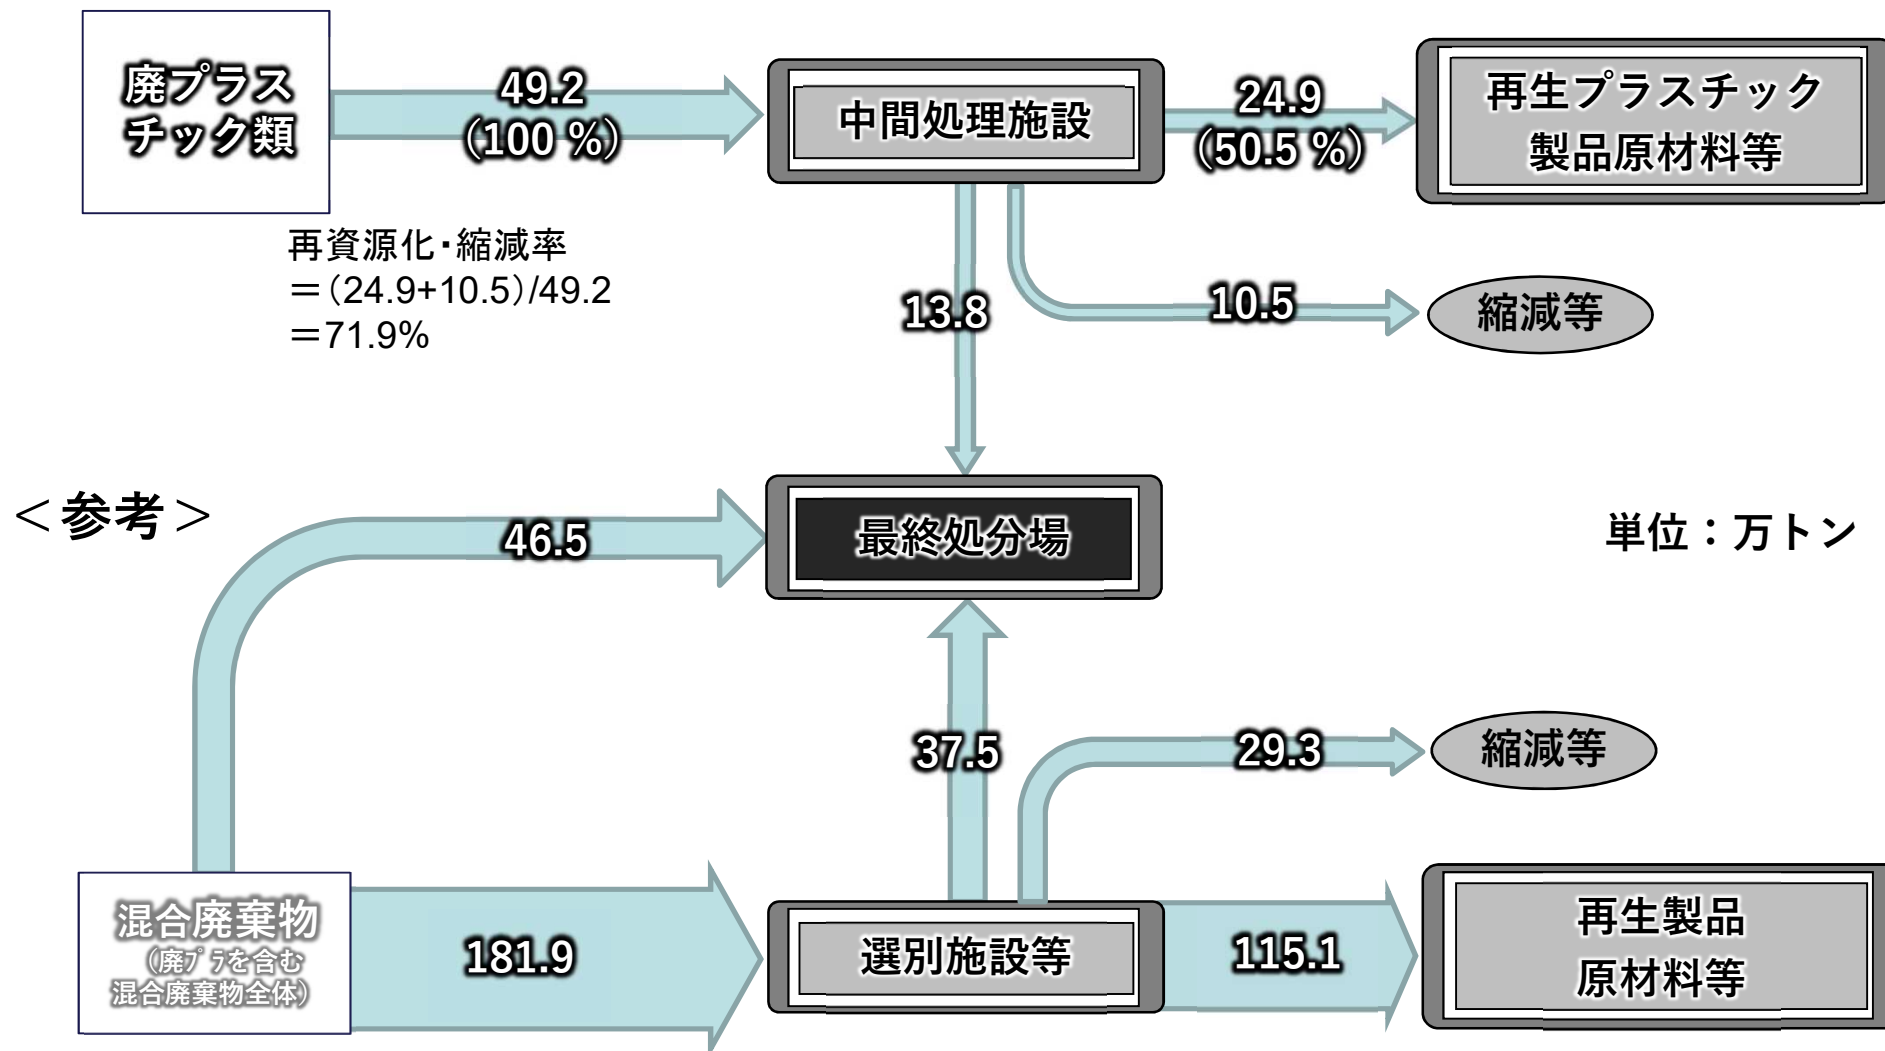 廃プラス
チック類
49.2
（100 %）
中間処理施設
24.9
（50.5 %）
再生プラスチック
製品原材料等
再資源化・縮減率
＝（24.9+10.5）/49.2
＝71.9%
13.8
10.5
縮減等
＜参考＞
46.5
最終処分場
単位：万トン
37.5
29.3
縮減等
混合廃棄物
（廃ﾌﾟﾗを含む
混合廃棄物全体）
181.9
選別施設等
115.1
再生製品
原材料等